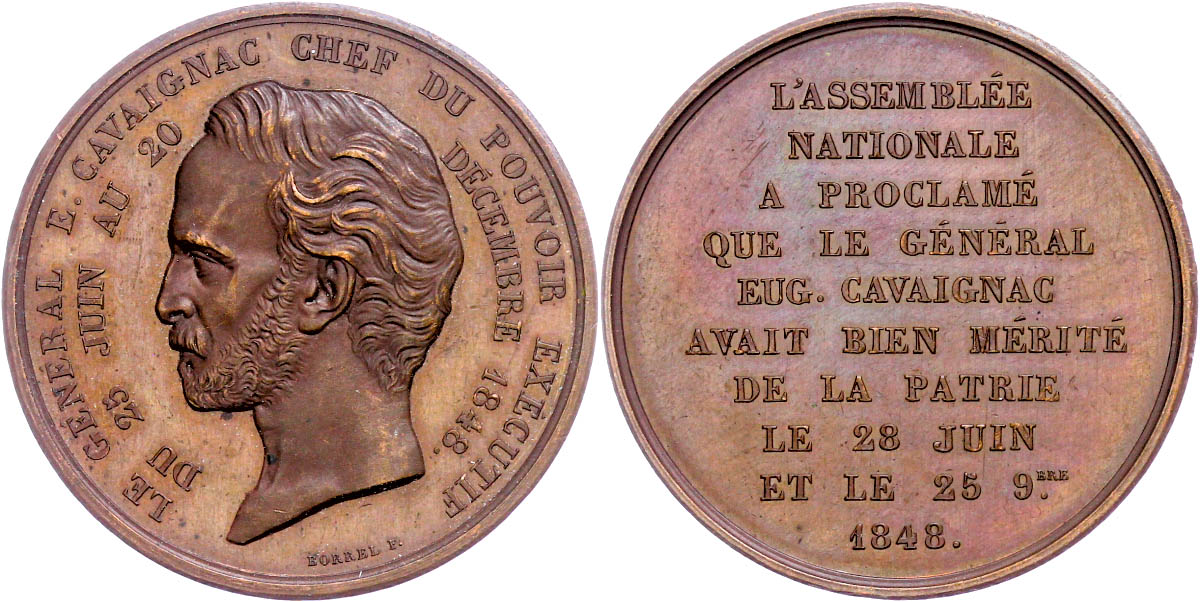 LE GÉNÉRAL E. CAVAIGNAC CHEF DU POUVOIR EXECUTIF
DU 25 JUIN AU 20 DECEMBRE 1848.
BORREL F.
L'ASSEMBLÉE
NATIONALE
A PROCLAMÉ
QUE LE GÉNÉRAL
EUG. CAVAIGNAC
AVAIT BIEN MÉRITÉ
DE LA PATRIE
LE 28 JUIN
ET LE 25 9.BRE
1848.